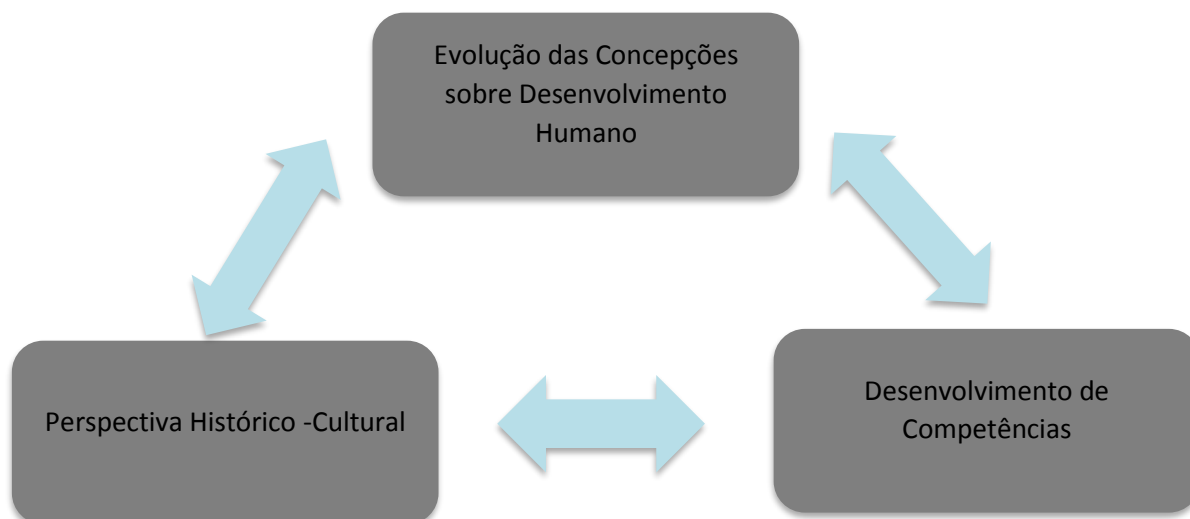 Evolução das Concepções
sobre Desenvolvimento
Humano
Perspectiva Histórico -Cultural
Desenvolvimento de
Competências